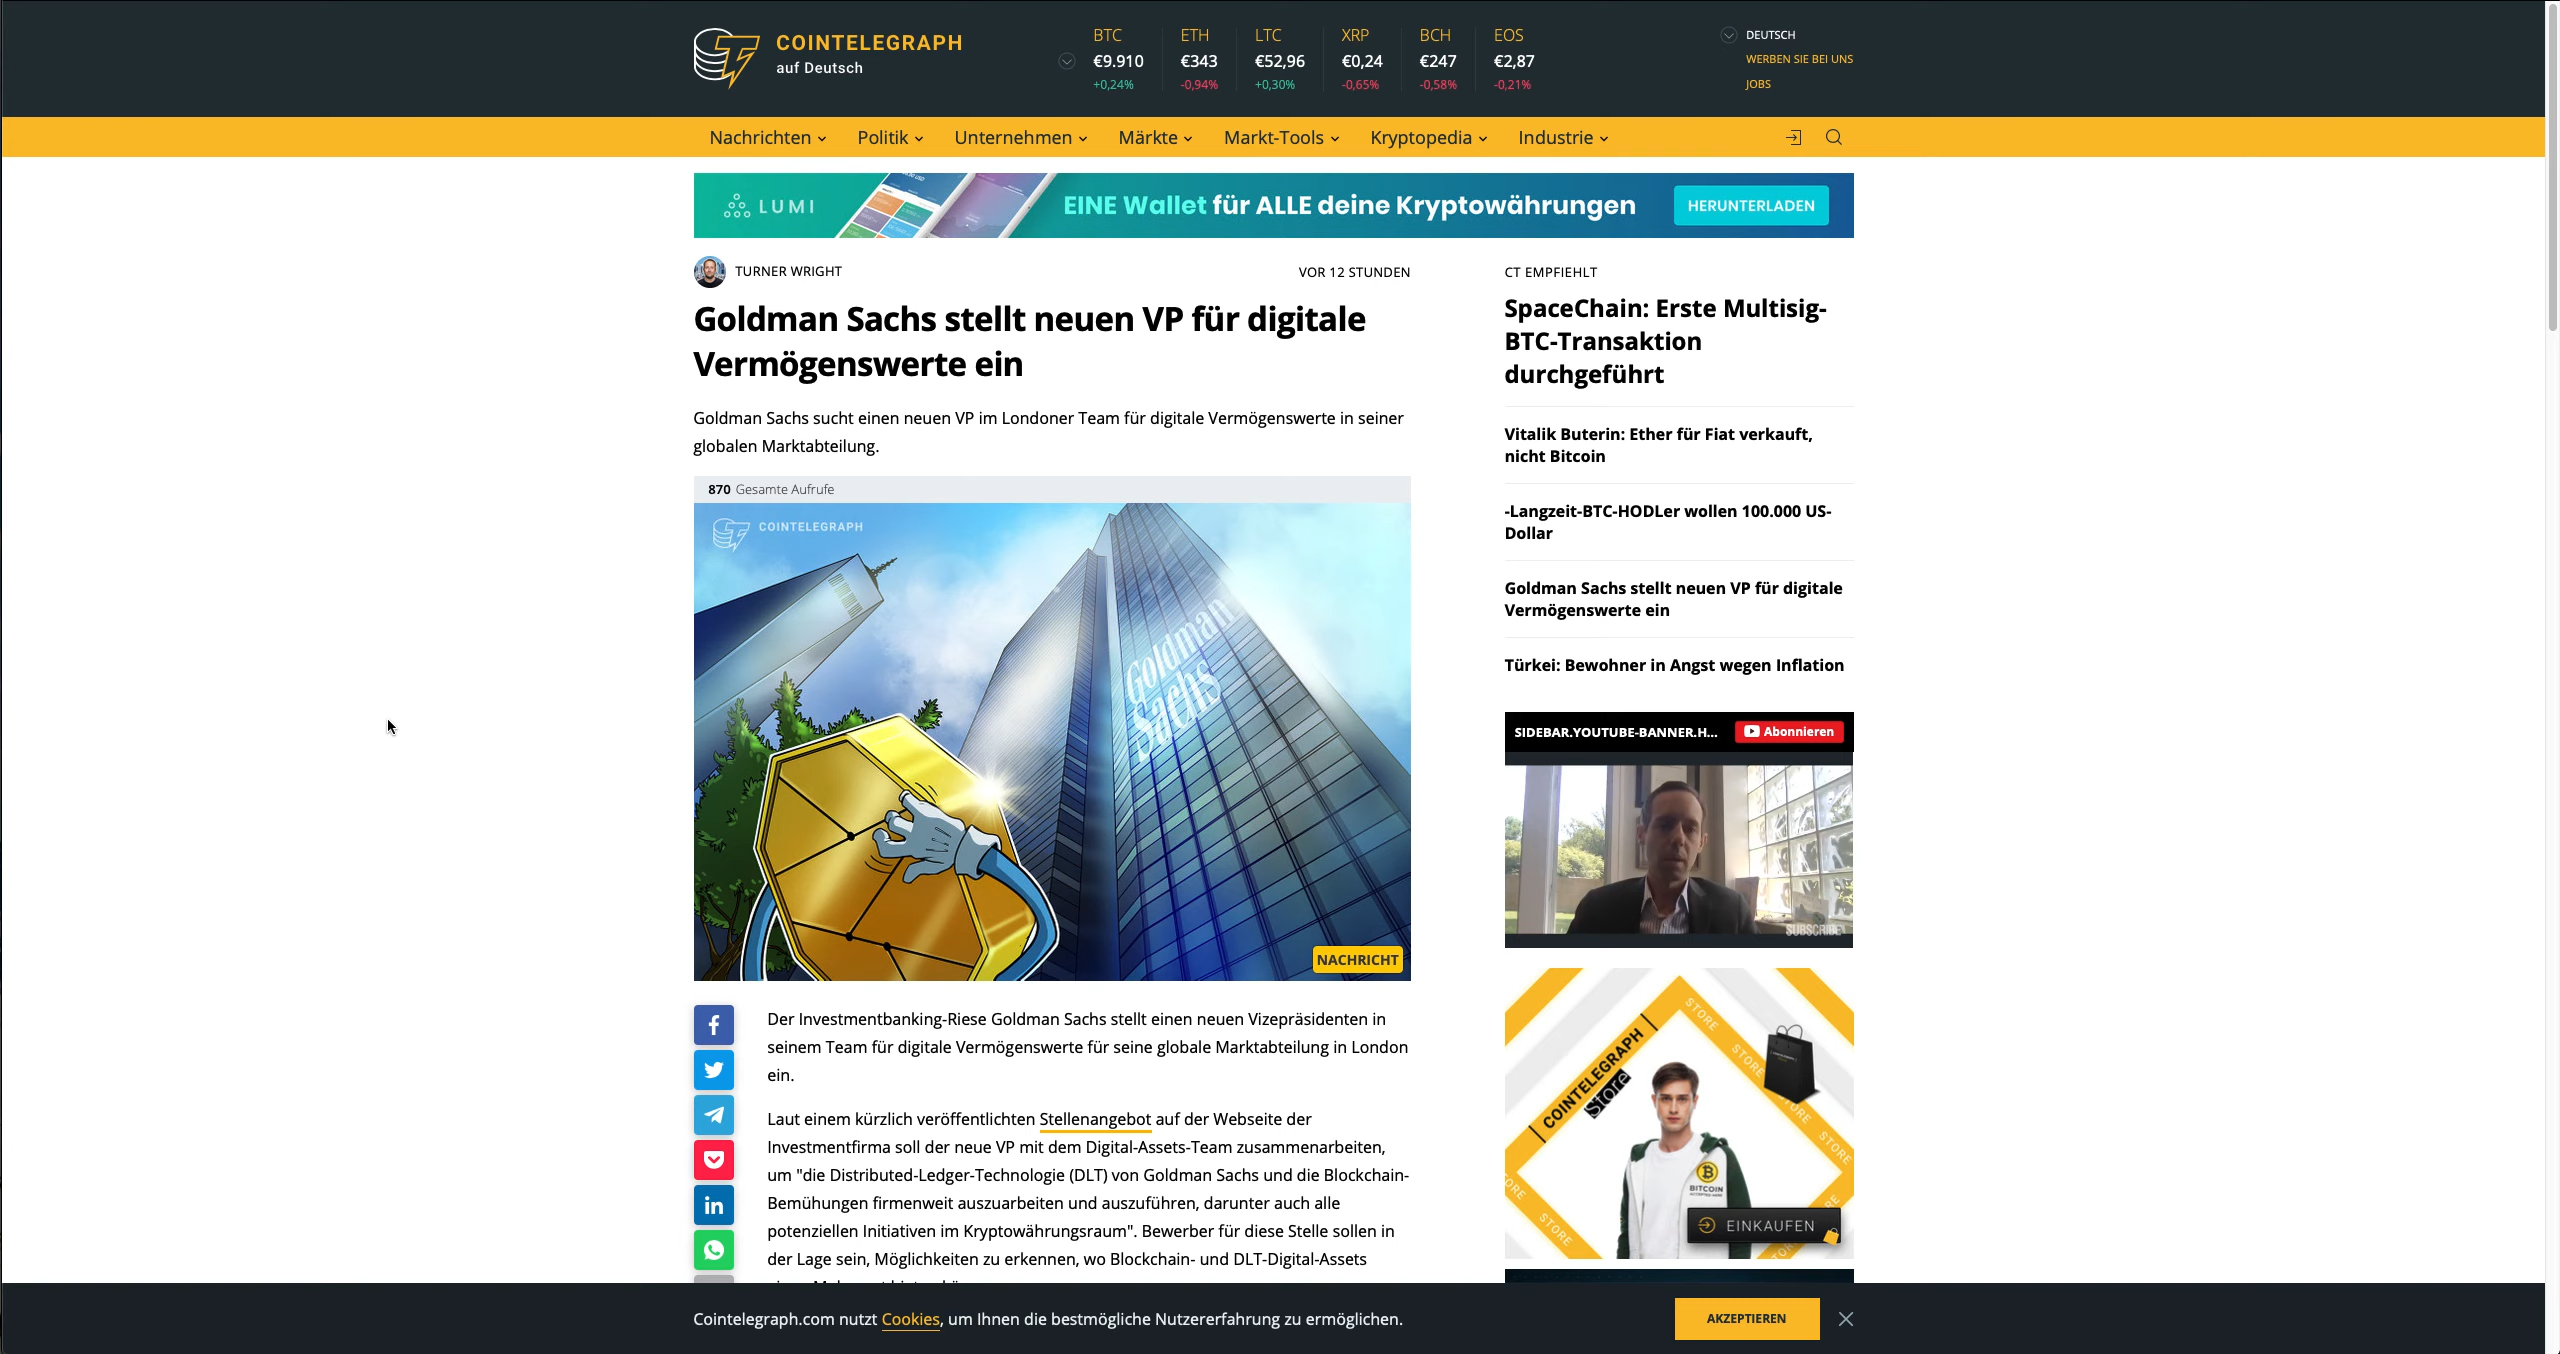 COINTELEGRAPH
auf Deutsch
BTC
€9.910
+0,24%
ETH
€343
-0,94%
LTC
€52,96
+0,30%
XRP
€0,24
-0,65%
BCH
€247
-0,58%
EOS
€2,87
-0,21%
DEUTSCH
WERBEN SIE BEI UNS
JOBS
Nachrichten Politik Unternehmen Märkte Markt-Tools Kryptopedia Industrie
LUMI
EINE Wallet für ALLE deine Kryptowährungen
HERUNTERLADEN
TURNER WRIGHT
VOR 12 STUNDEN
Goldman Sachs stellt neuen VP für digitale
Vermögenswerte ein
Goldman Sachs sucht einen neuen VP im Londoner Team für digitale Vermögenswerte in seiner
globalen Marktabteilung.
870 Gesamte Aufrufe
COINTELEGRAPH
Goldman
Sachs
NACHRICHT
Der Investmentbanking-Riese Goldman Sachs stellt einen neuen Vizepräsidenten in
seinem Team für digitale Vermögenswerte für seine globale Marktabteilung in London
ein.
Laut einem kürzlich veröffentlichten Stellenangebot auf der Webseite der
Investmentfirma soll der neue VP mit dem Digital-Assets-Team zusammenarbeiten,
um "die Distributed-Ledger-Technologie (DLT) von Goldman Sachs und die Blockchain-
Bemühungen firmenweit auszuarbeiten und auszuführen, darunter auch alle
potenziellen Initiativen im Kryptowährungsraum". Bewerber für diese Stelle sollen in
der Lage sein, Möglichkeiten zu erkennen, wo Blockchain- und DLT-Digital-Assets
CT EMPFIEHLT
SpaceChain: Erste Multisig-
BTC-Transaktion
durchgeführt
Vitalik Buterin: Ether für Fiat verkauft,
nicht Bitcoin
-Langzeit-BTC-HODLer wollen 100.000 US-
Dollar
Goldman Sachs stellt neuen VP für digitale
Vermögenswerte ein
Türkei: Bewohner in Angst wegen Inflation
SIDEBAR.YOUTUBE-BANNER.H...
Abonnieren
SUBSCRIBE
COINTELEGRAPH
Store
STORE
STORE
STORE
STORE
STORE
BITCOIN
ACCEPTED HERE
EINKAUFEN
Cointelegraph.com nutzt Cookies, um Ihnen die bestmögliche Nutzererfahrung zu ermöglichen.
AKZEPTIEREN